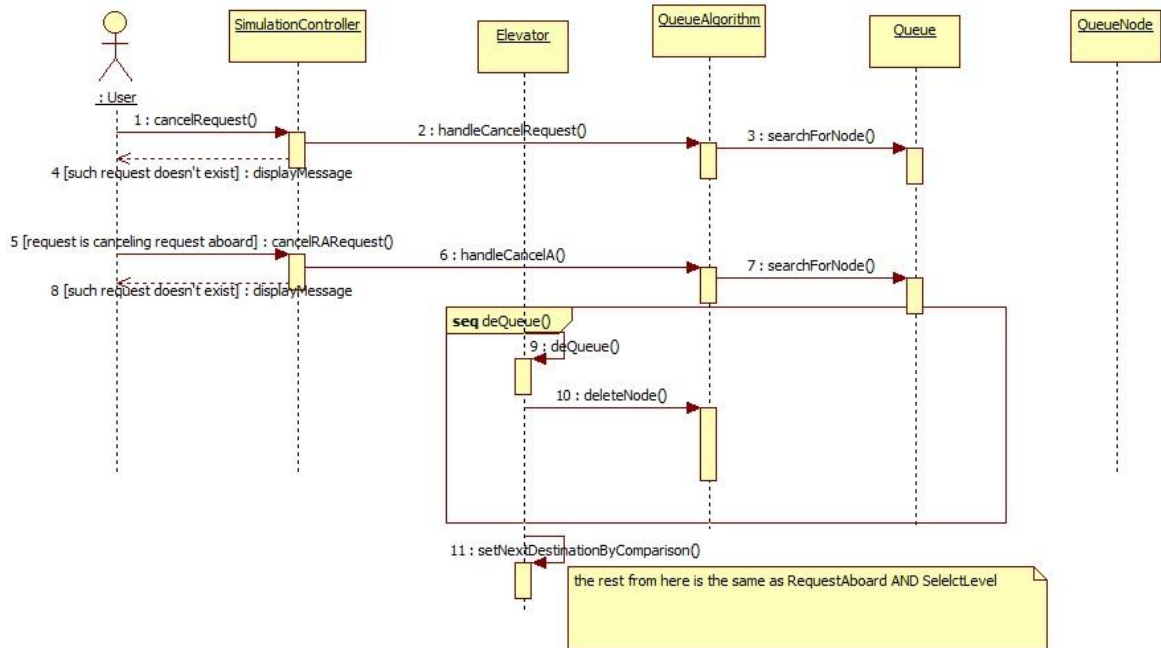 SimulationController
Elevator
QueueAlgorithm
Queue
QueueNode
: User
1 : cancelRequest()
2 : handleCancelRequest()
3 : searchForNode()
4 [such request doesn't exist] : displayMessage
5 [request is canceling request aboard] : cancelRARequest()
6 : handleCancelA()
7 : searchForNode()
8 [such request doesn't exist] : displayMessage
seq deQueue()
9 : deQueue()
10 : deleteNode()
11 : setNextDestinationByComparison()
the rest from here is the same as RequestAboard AND SelelctLevel